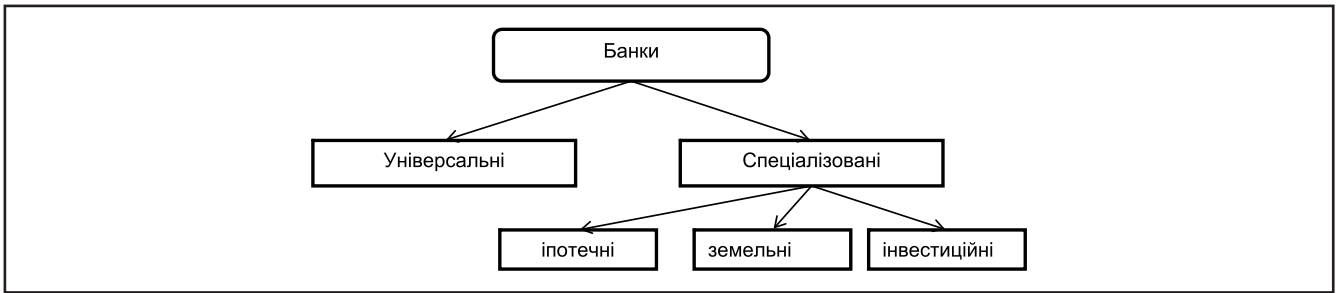 Банки
Універсальні
Спеціалізовані
іпотечні
земельні
інвестиційні